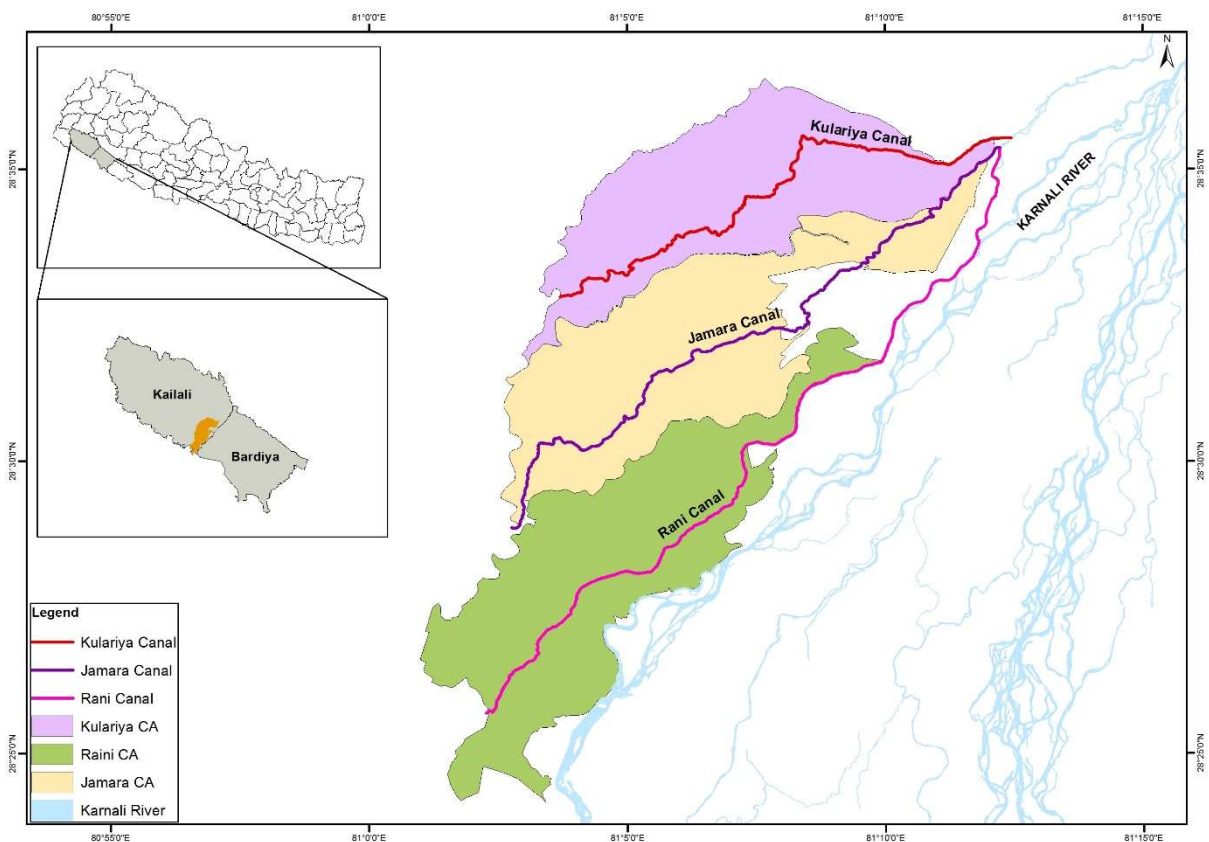 80°55'0"E 81°0'0"E 81°5'0"E 81°10'0"E 81°15'0"E
N
28°35'0"N
28°35'0"N
Kulariya Canal
KARNALI RIVER
Jamara Canal
Kailali
Bardiya
28°30'0"N
28°30'0"N
Rani Canal
Legend
Kulariya Canal
Jamara Canal
Rani Canal
Kulariya CA
Raini CA
Jamara CA
Karnali River
28°25'0"N
28°25'0"N
80°55'0"E 81°0'0"E 81°5'0"E 81°10'0"E 81°15'0"E